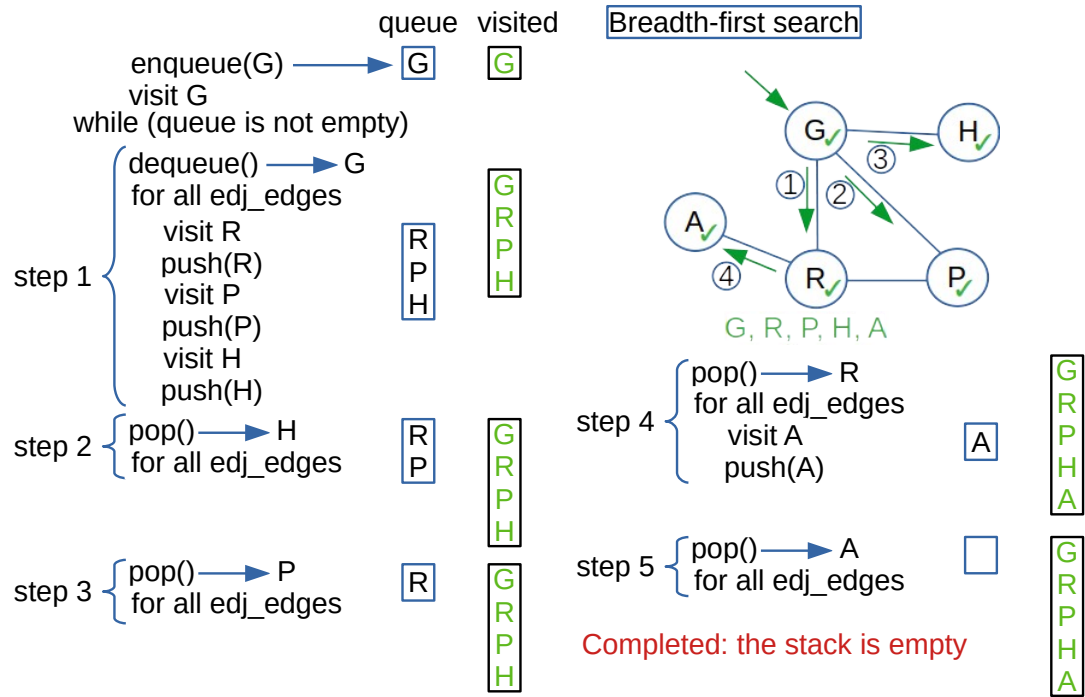 queue visited
Breadth-first search
enqueue(G) G G
visit G
while (queue is not empty)
step 1
dequeue() G
for all edj_edges
visit R
push(R)
visit P
push(P)
visit H
push(H)
R
P
H
G
R
P
H
step 2
pop() H
for all edj_edges
R
P
G
R
P
H
step 3
pop() P
for all edj_edges
R
G
R
P
H
G✓
H✓
A✓
R✓
P✓
1
2
3
4
G, R, P, H, A
step 4
pop() R
for all edj_edges
visit A
push(A)
A
G
R
P
H
A
step 5
pop() A
for all edj_edges
G
R
P
H
A
Completed: the stack is empty